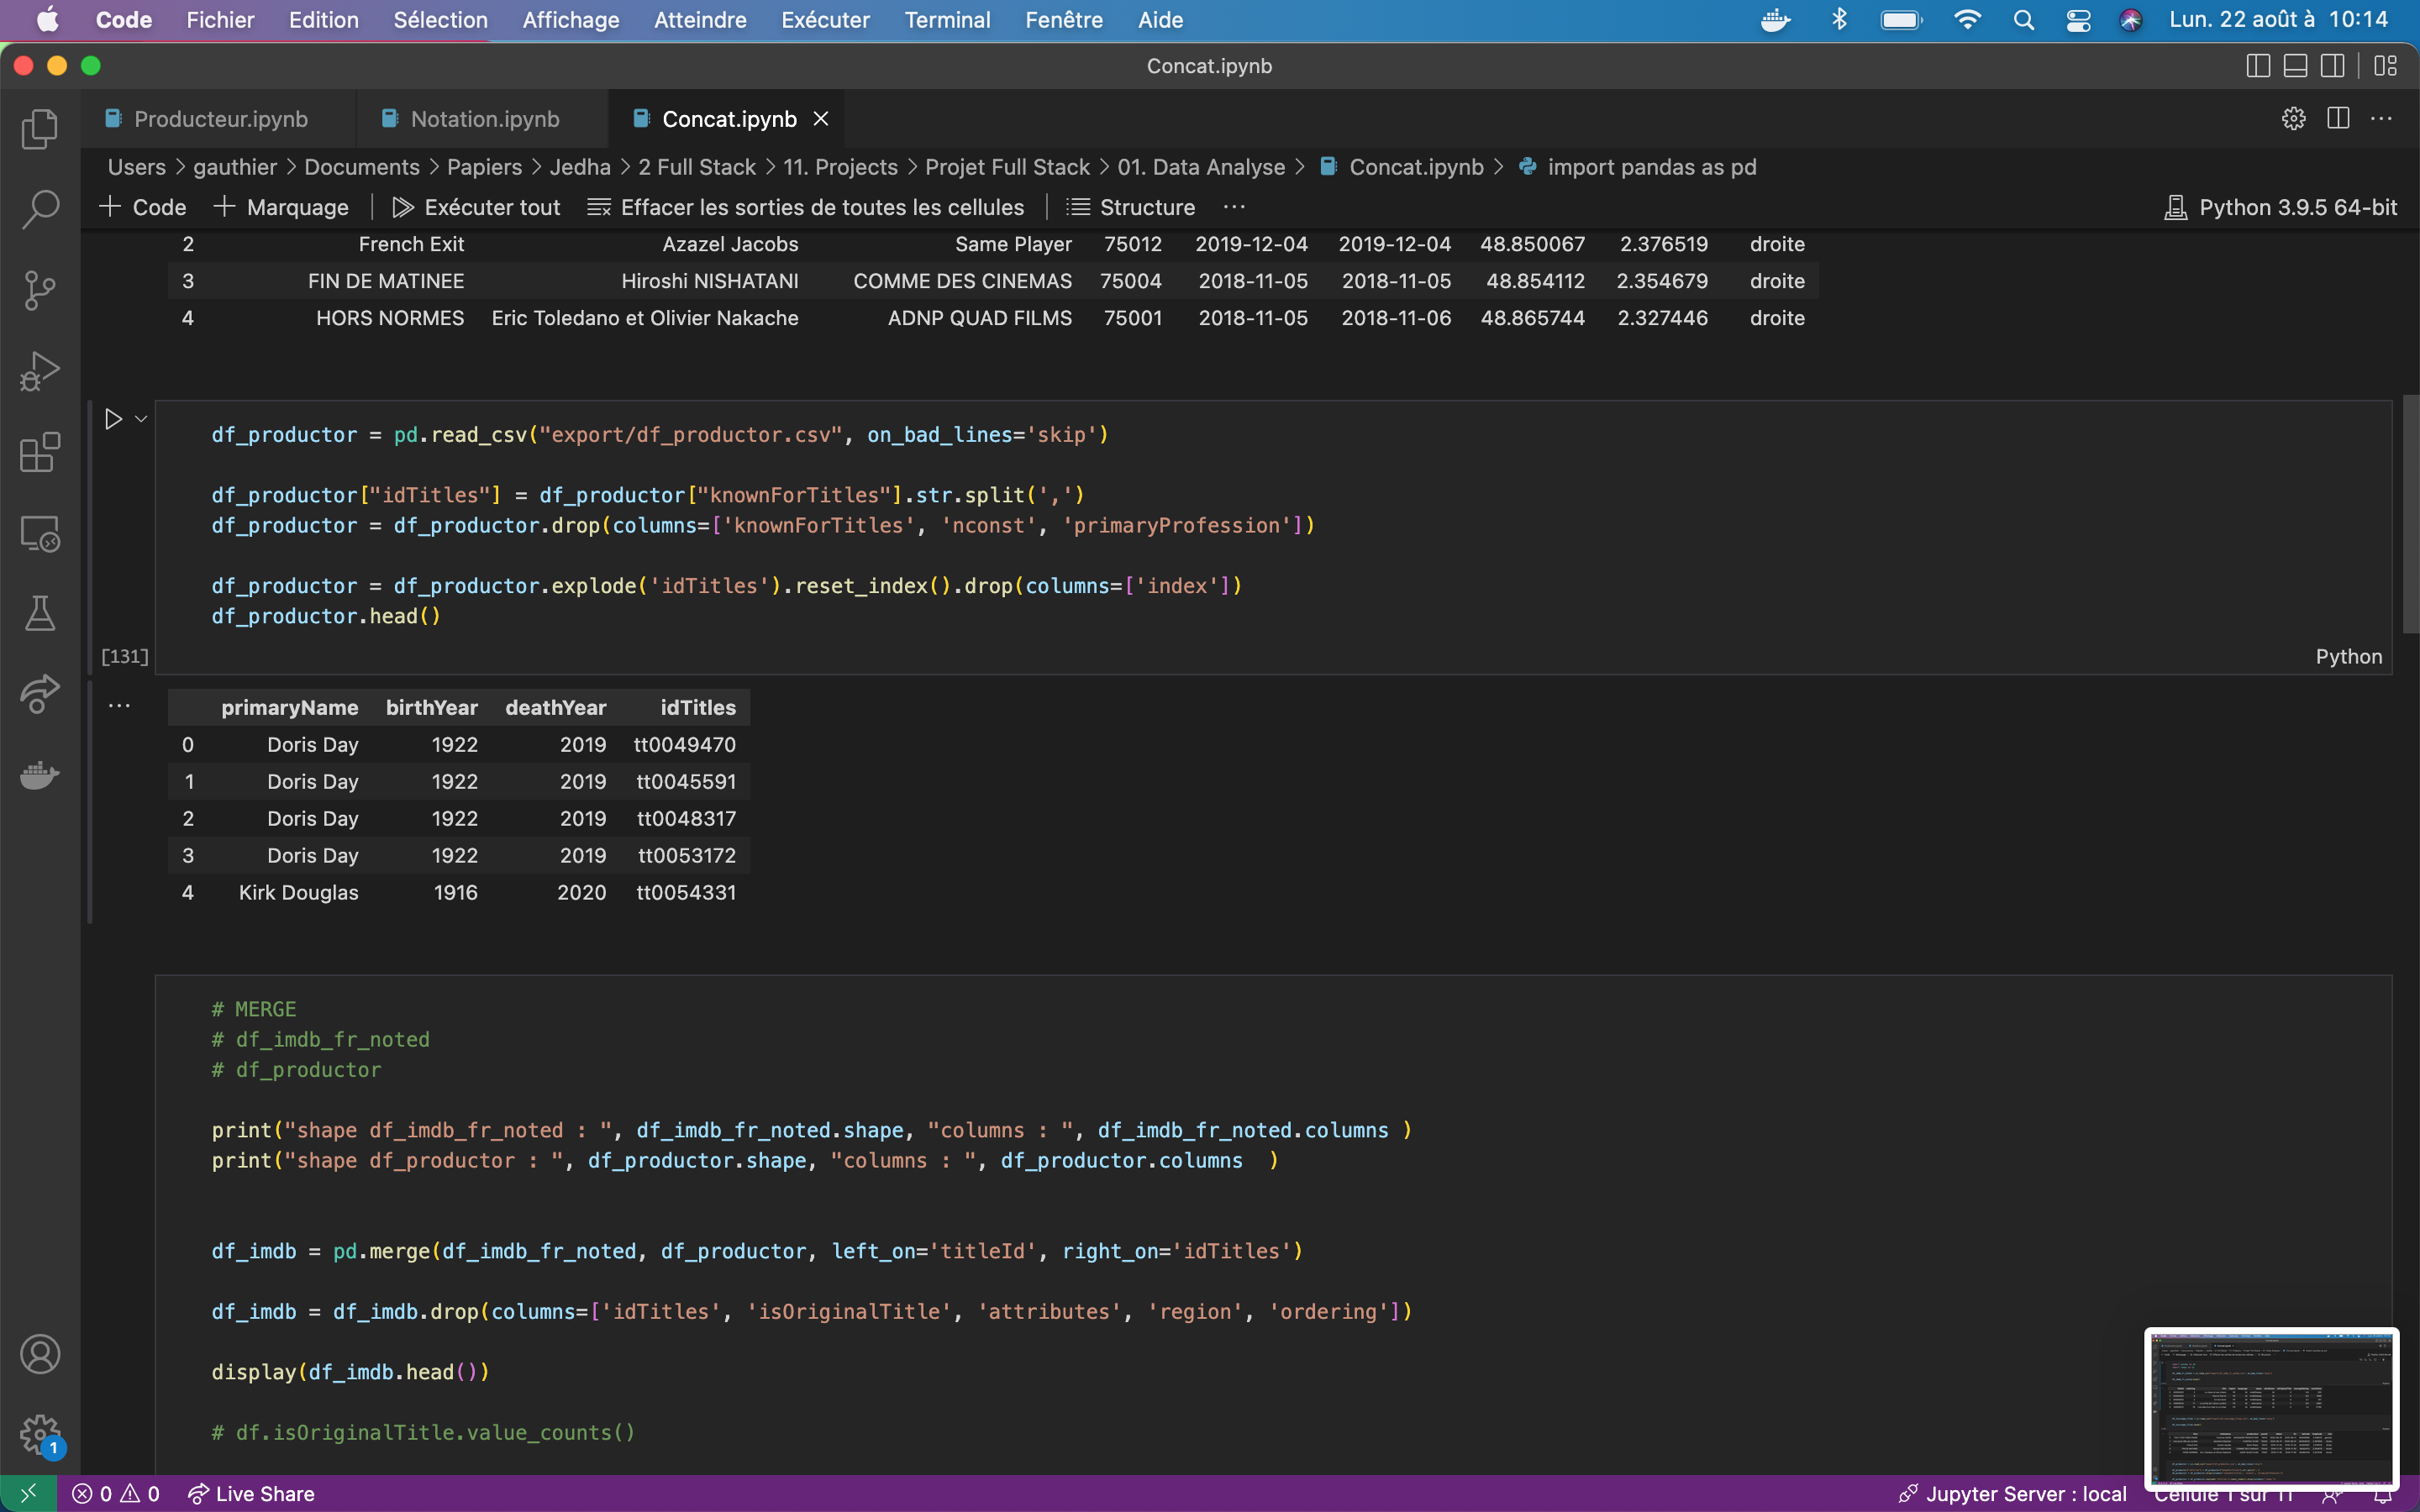 Code Fichier Edition Sélection Affichage Atteindre Exécuter Terminal Fenêtre Aide Lun. 22 août à 10:14
Concat.ipynb
Producteur.ipynb Notation.ipynb Concat.ipynb
Users > gauthier > Documents > Papiers > Jedha > 2 Full Stack > 11. Projects > Projet Full Stack > 01. Data Analyse > Concat.ipynb > import pandas as pd
+ Code + Marquage | Exécuter tout Effacer les sorties de toutes les cellules | Structure ··· Python 3.9.5 64-bit
2 French Exit Azazel Jacobs Same Player 75012 2019-12-04 2019-12-04 48.850067 2.376519 droite
3 FIN DE MATINEE Hiroshi NISHATANI COMME DES CINEMAS 75004 2018-11-05 2018-11-05 48.854112 2.354679 droite
4 HORS NORMES Eric Toledano et Olivier Nakache ADNP QUAD FILMS 75001 2018-11-05 2018-11-06 48.865744 2.327446 droite
df_productor = pd.read_csv("export/df_productor.csv", on_bad_lines='skip')
df_productor["idTitles"] = df_productor["knownForTitles"].str.split(',')
df_productor = df_productor.drop(columns=['knownForTitles', 'nconst', 'primaryProfession'])
df_productor = df_productor.explode('idTitles').reset_index().drop(columns=['index'])
df_productor.head()
[131] Python
··· primaryName birthYear deathYear idTitles
0 Doris Day 1922 2019 tt0049470
1 Doris Day 1922 2019 tt0045591
2 Doris Day 1922 2019 tt0048317
3 Doris Day 1922 2019 tt0053172
4 Kirk Douglas 1916 2020 tt0054331
# MERGE
# df_imdb_fr_noted
# df_productor
print("shape df_imdb_fr_noted : ", df_imdb_fr_noted.shape, "columns : ", df_imdb_fr_noted.columns )
print("shape df_productor : ", df_productor.shape, "columns : ", df_productor.columns  )
df_imdb = pd.merge(df_imdb_fr_noted, df_productor, left_on='titleId', right_on='idTitles')
df_imdb = df_imdb.drop(columns=['idTitles', 'isOriginalTitle', 'attributes', 'region', 'ordering'])
display(df_imdb.head())
# df.isOriginalTitle.value_counts()
1
0 0 Live Share Jupyter Server : local Cellule 1 sur 11